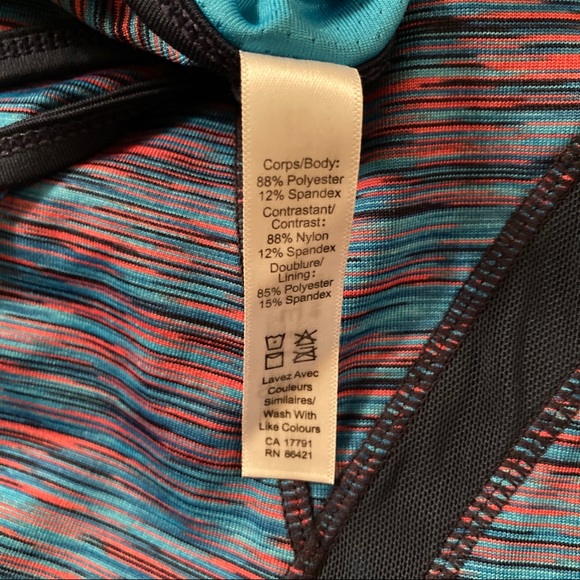 Corps/Body:
88% Polyester
12% Spandex
Contrastant/
Contrast:
88% Nylon
12% Spandex
Doublure/
Lining:
85% Polyester
15% Spandex
Lavez Avec
Couleurs
Similaires/
Wash With
Like Colours
CA 17791
RN 86421